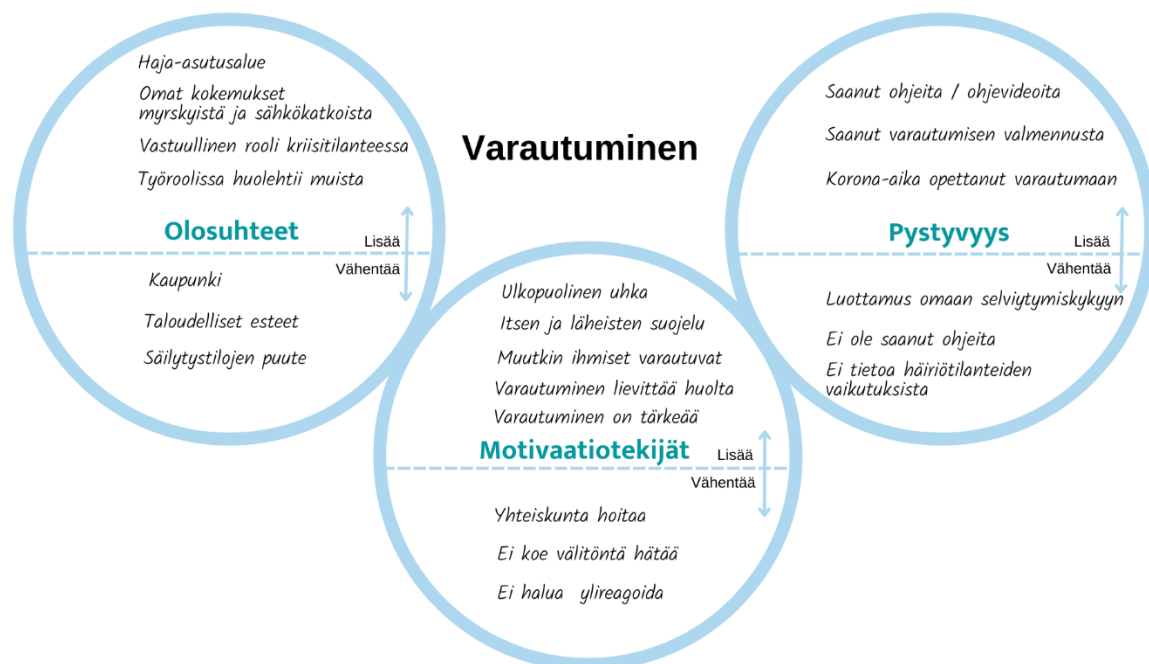 Varautuminen
Haja-asutusalue
Omat kokemukset
myrskyistä ja sähkökatkoista
Vastuullinen rooli kriisitilanteessa
Työroolissa huolehtii muista
Olosuhteet
Lisää
Vähentää
Kaupunki
Taloudelliset esteet
Säilytystilojen puute
Ulkopuolinen uhka
Itsen ja läheisten suojelu
Muutkin ihmiset varautuvat
Varautuminen lievittää huolta
Varautuminen on tärkeää
Motivaatiotekijät
Lisää
Vähentää
Yhteiskunta hoitaa
Ei koe välitöntä hätää
Ei halua ylireagoida
Saanut ohjeita / ohjevideoita
Saanut varautumisen valmennusta
Korona-aika opettanut varautumaan
Pystyvyys
Lisää
Vähentää
Luottamus omaan selviytymiskykyyn
Ei ole saanut ohjeita
Ei tietoa häiriötilanteiden
vaikutuksista